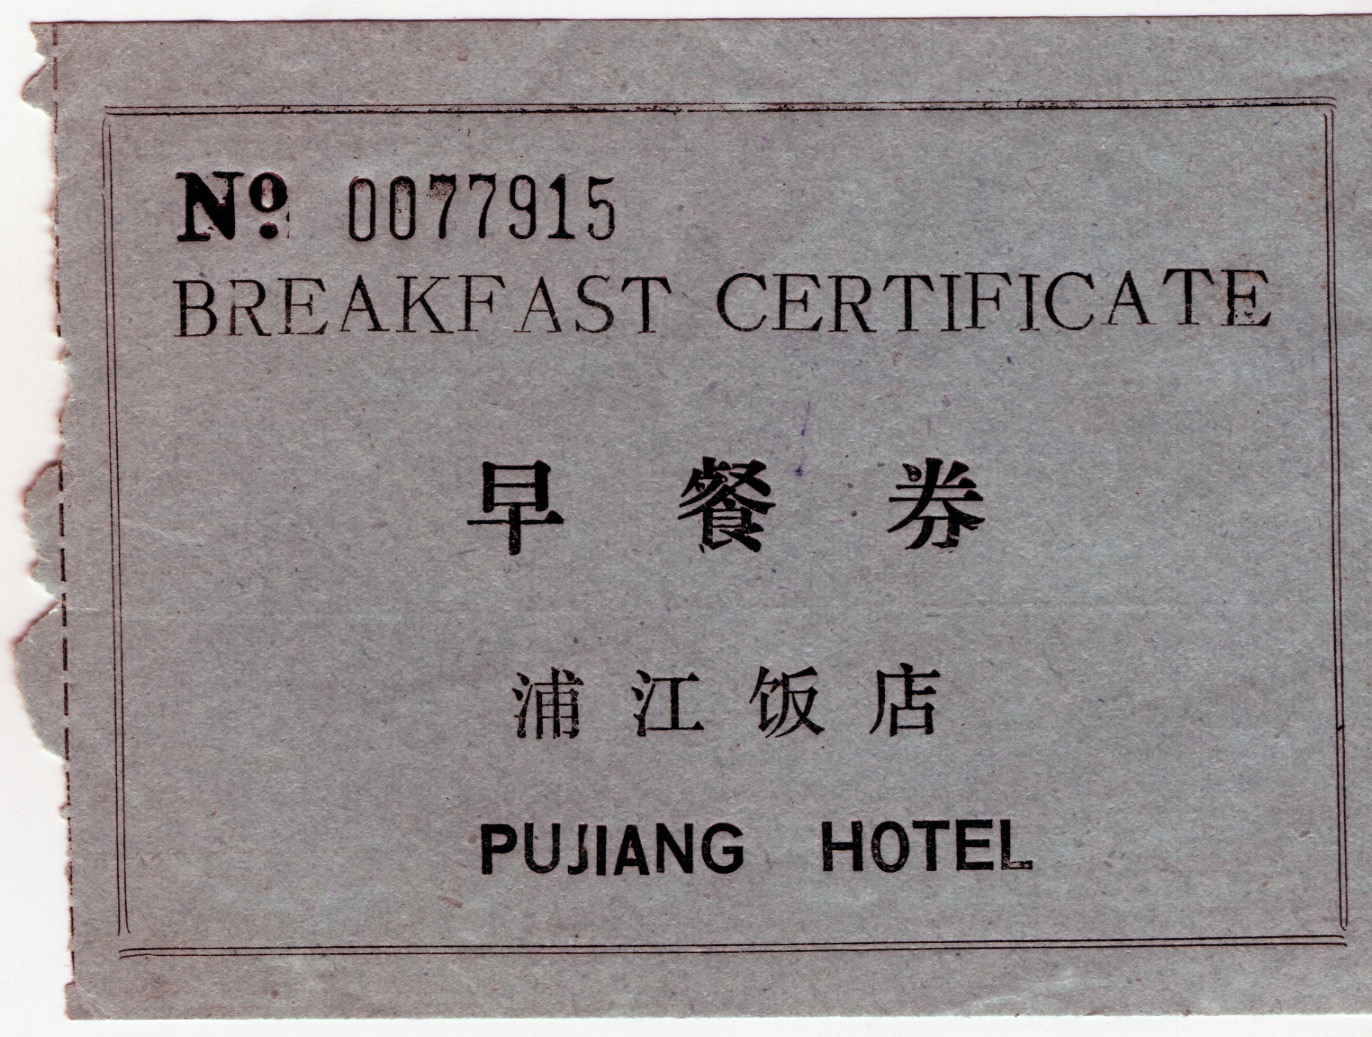 No. 0077915
BREAKFAST CERTIFICATE
早餐券
浦江饭店
PUJIANG HOTEL